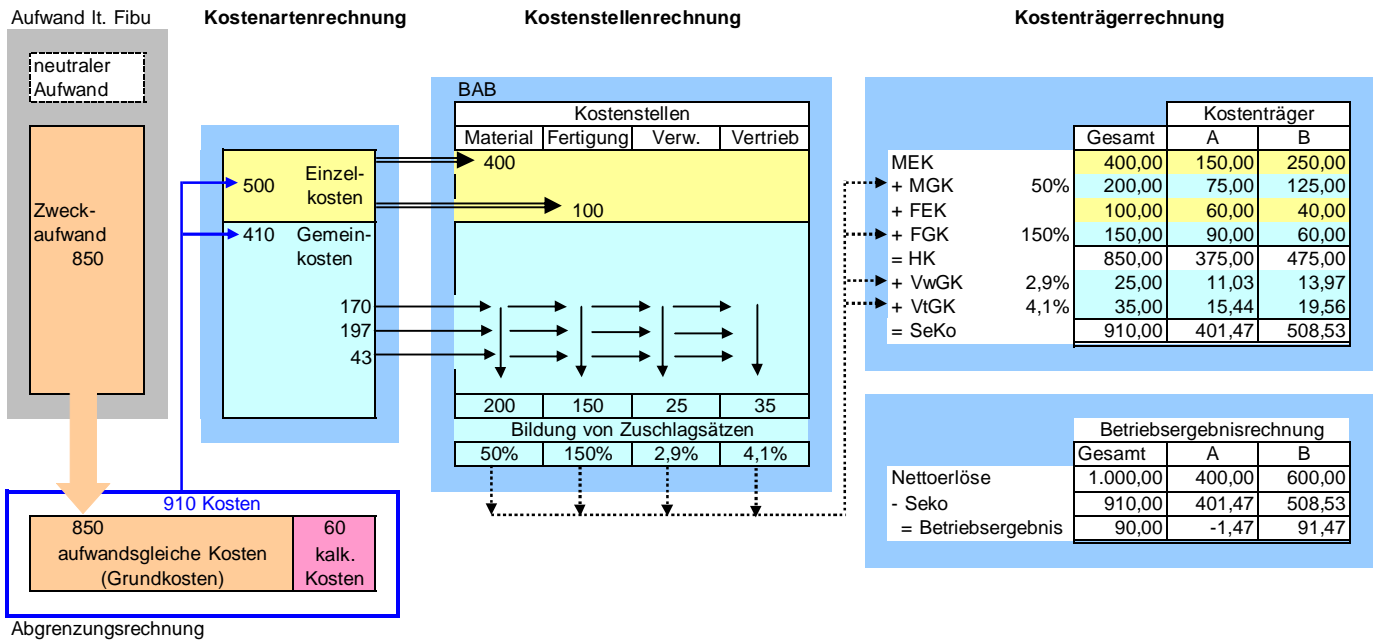 Aufwand lt. Fibu
neutraler
Aufwand
Zweck-
aufwand
850
910 Kosten
850
aufwandsgleiche Kosten
(Grundkosten)
60
kalk.
Kosten
Abgrenzungsrechnung
Kostenartenrechnung
500 Einzel-
kosten
410 Gemein-
kosten
170
197
43
Kostenstellenrechnung
BAB
Kostenstellen
Material Fertigung Verw. Vertrieb
400
100
200 150 25 35
Bildung von Zuschlagsätzen
50% 150% 2,9% 4,1%
Kostenträgerrechnung
Kostenträger
Gesamt A B
MEK 400,00 150,00 250,00
+ MGK 50% 200,00 75,00 125,00
+ FEK 100,00 60,00 40,00
+ FGK 150% 150,00 90,00 60,00
= HK 850,00 375,00 475,00
+ VwGK 2,9% 25,00 11,03 13,97
+ VtGK 4,1% 35,00 15,44 19,56
= SeKo 910,00 401,47 508,53
Betriebsergebnisrechnung
Gesamt A B
Nettoerlöse 1.000,00 400,00 600,00
- Seko 910,00 401,47 508,53
= Betriebsergebnis 90,00 -1,47 91,47